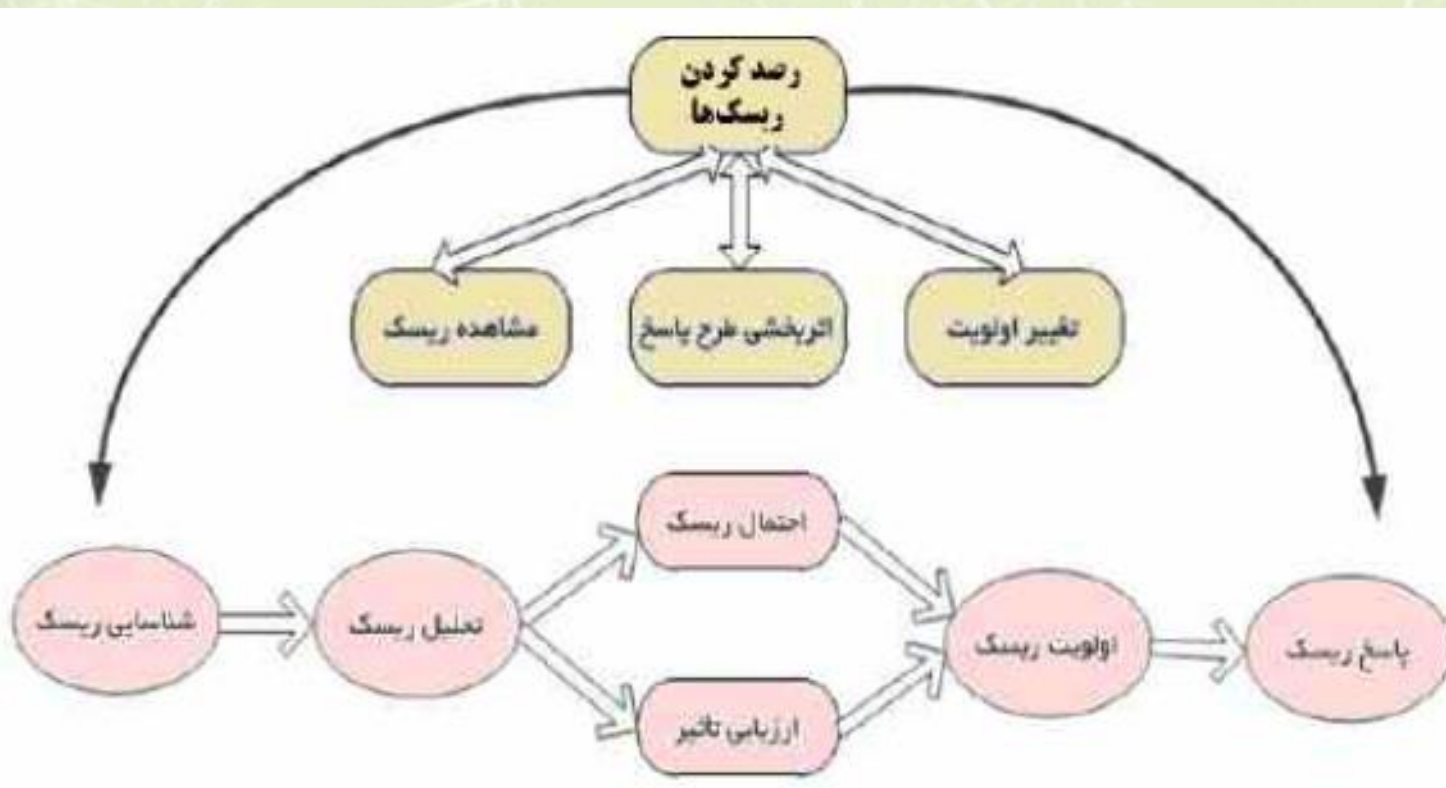 رصد کردن
ریسک‌ها
مشاهده ریسک
اثربخشی طرح پاسخ
تغییر اولویت
احتمال ریسک
شناسایی ریسک
تحلیل ریسک
اولویت ریسک
پاسخ ریسک
ارزیابی تأثیر